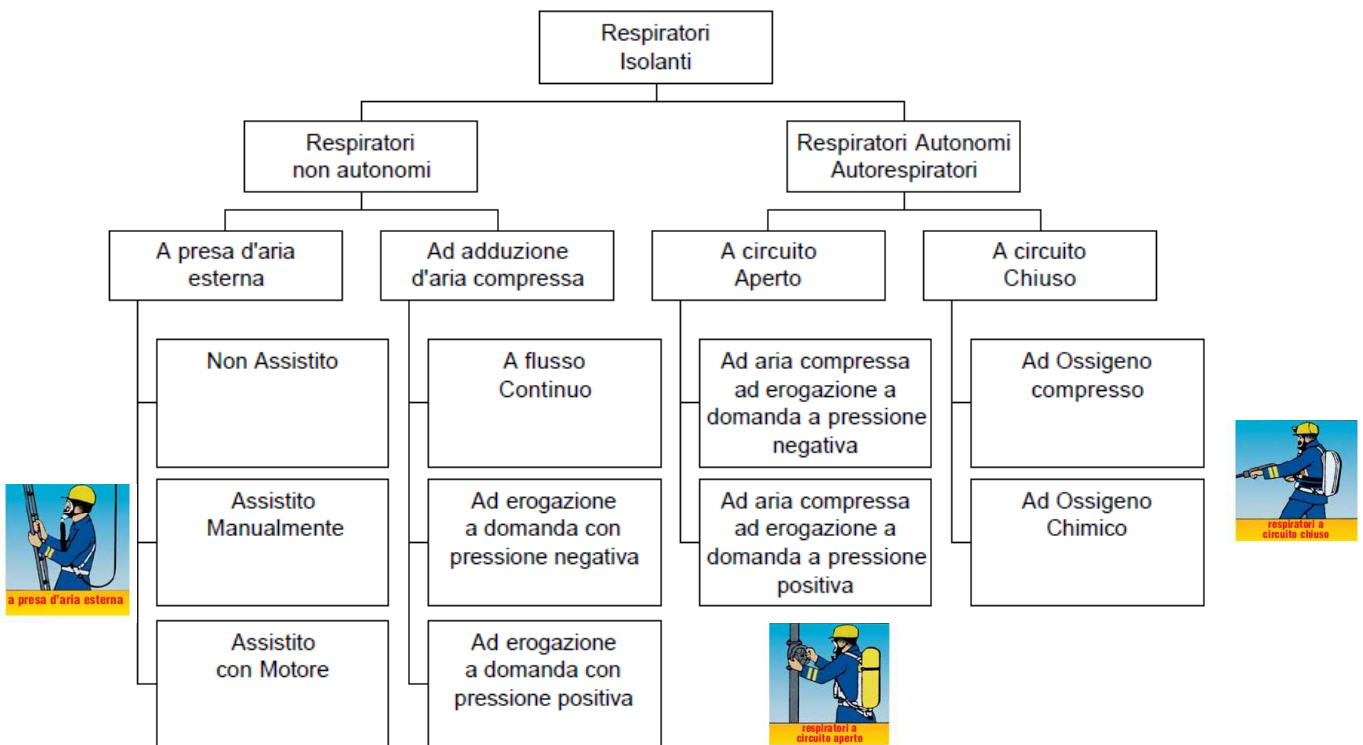 Respiratori
Isolanti
Respiratori
non autonomi
Respiratori Autonomi
Autorespiratori
A presa d'aria
esterna
Ad adduzione
d'aria compressa
A circuito
Aperto
A circuito
Chiuso
Non Assistito
A flusso
Continuo
Ad aria compressa
ad erogazione a
domanda a pressione
negativa
Ad Ossigeno
compresso
Assistito
Manualmente
Ad erogazione
a domanda con
pressione negativa
Ad aria compressa
ad erogazione a
domanda a pressione
positiva
Ad Ossigeno
Chimico
respiratori a
circuito chiuso
a presa d'aria esterna
Assistito
con Motore
Ad erogazione
a domanda con
pressione positiva
respiratori a
circuito aperto